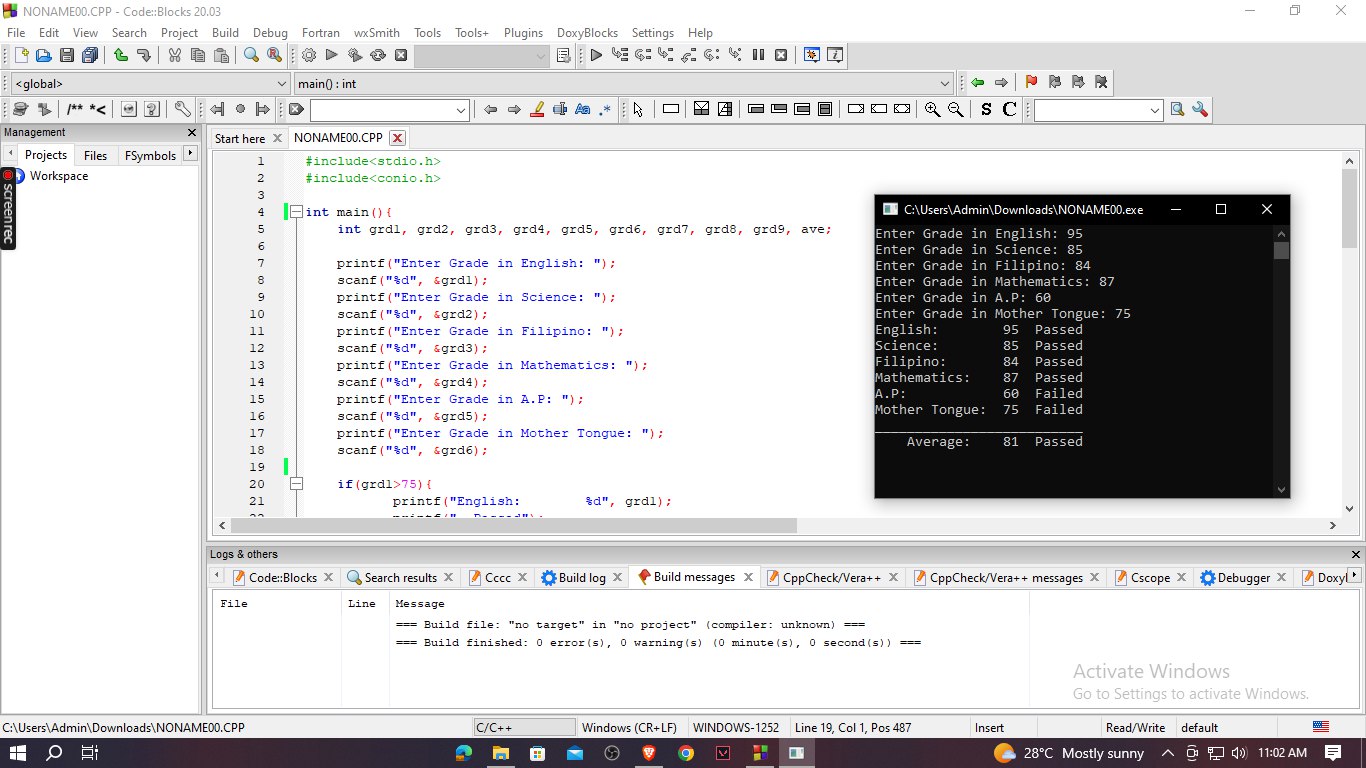 NONAME00.CPP - Code::Blocks 20.03
File Edit View Search Project Build Debug Fortran wxSmith Tools Tools+ Plugins DoxyBlocks Settings Help
<global> main() : int
/** *< Aa .* S C
Management
Projects Files FSymbols
Workspace
screenrec
Start here NONAME00.CPP
1 #include<stdio.h>
2 #include<conio.h>
3
4 int main(){
5 int grd1, grd2, grd3, grd4, grd5, grd6, grd7, grd8, grd9, ave;
6
7 printf("Enter Grade in English: ");
8 scanf("%d", &grd1);
9 printf("Enter Grade in Science: ");
10 scanf("%d", &grd2);
11 printf("Enter Grade in Filipino: ");
12 scanf("%d", &grd3);
13 printf("Enter Grade in Mathematics: ");
14 scanf("%d", &grd4);
15 printf("Enter Grade in A.P: ");
16 scanf("%d", &grd5);
17 printf("Enter Grade in Mother Tongue: ");
18 scanf("%d", &grd6);
19
20 if(grd1>75){
21 printf("English: %d", grd1);
C:\Users\Admin\Downloads\NONAME00.exe
Enter Grade in English: 95
Enter Grade in Science: 85
Enter Grade in Filipino: 84
Enter Grade in Mathematics: 87
Enter Grade in A.P: 60
Enter Grade in Mother Tongue: 75
English: 95 Passed
Science: 85 Passed
Filipino: 84 Passed
Mathematics: 87 Passed
A.P: 60 Failed
Mother Tongue: 75 Failed
__________________________
Average: 81 Passed
Logs & others
Code::Blocks Search results Cccc Build log Build messages CppCheck/Vera++ CppCheck/Vera++ messages Cscope Debugger Doxy
File Line Message
=== Build file: "no target" in "no project" (compiler: unknown) ===
=== Build finished: 0 error(s), 0 warning(s) (0 minute(s), 0 second(s)) ===
Activate Windows
Go to Settings to activate Windows.
C:\Users\Admin\Downloads\NONAME00.CPP C/C++ Windows (CR+LF) WINDOWS-1252 Line 19, Col 1, Pos 487 Insert Read/Write default
28°C Mostly sunny 11:02 AM